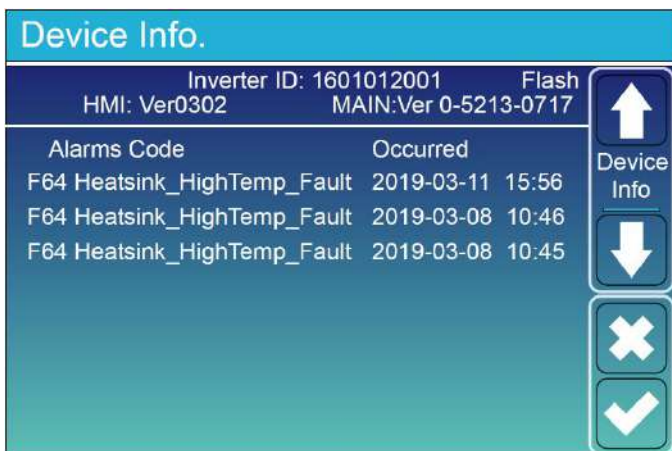 Device Info.
Inverter ID: 1601012001 Flash
HMI: Ver0302 MAIN:Ver 0-5213-0717
Alarms Code Occurred
F64 Heatsink_HighTemp_Fault 2019-03-11 15:56
F64 Heatsink_HighTemp_Fault 2019-03-08 10:46
F64 Heatsink_HighTemp_Fault 2019-03-08 10:45
Device
Info